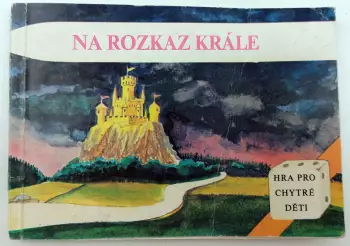 NA ROZKAZ KRÁLE
HRA PRO
CHYTRÉ
DĚTI